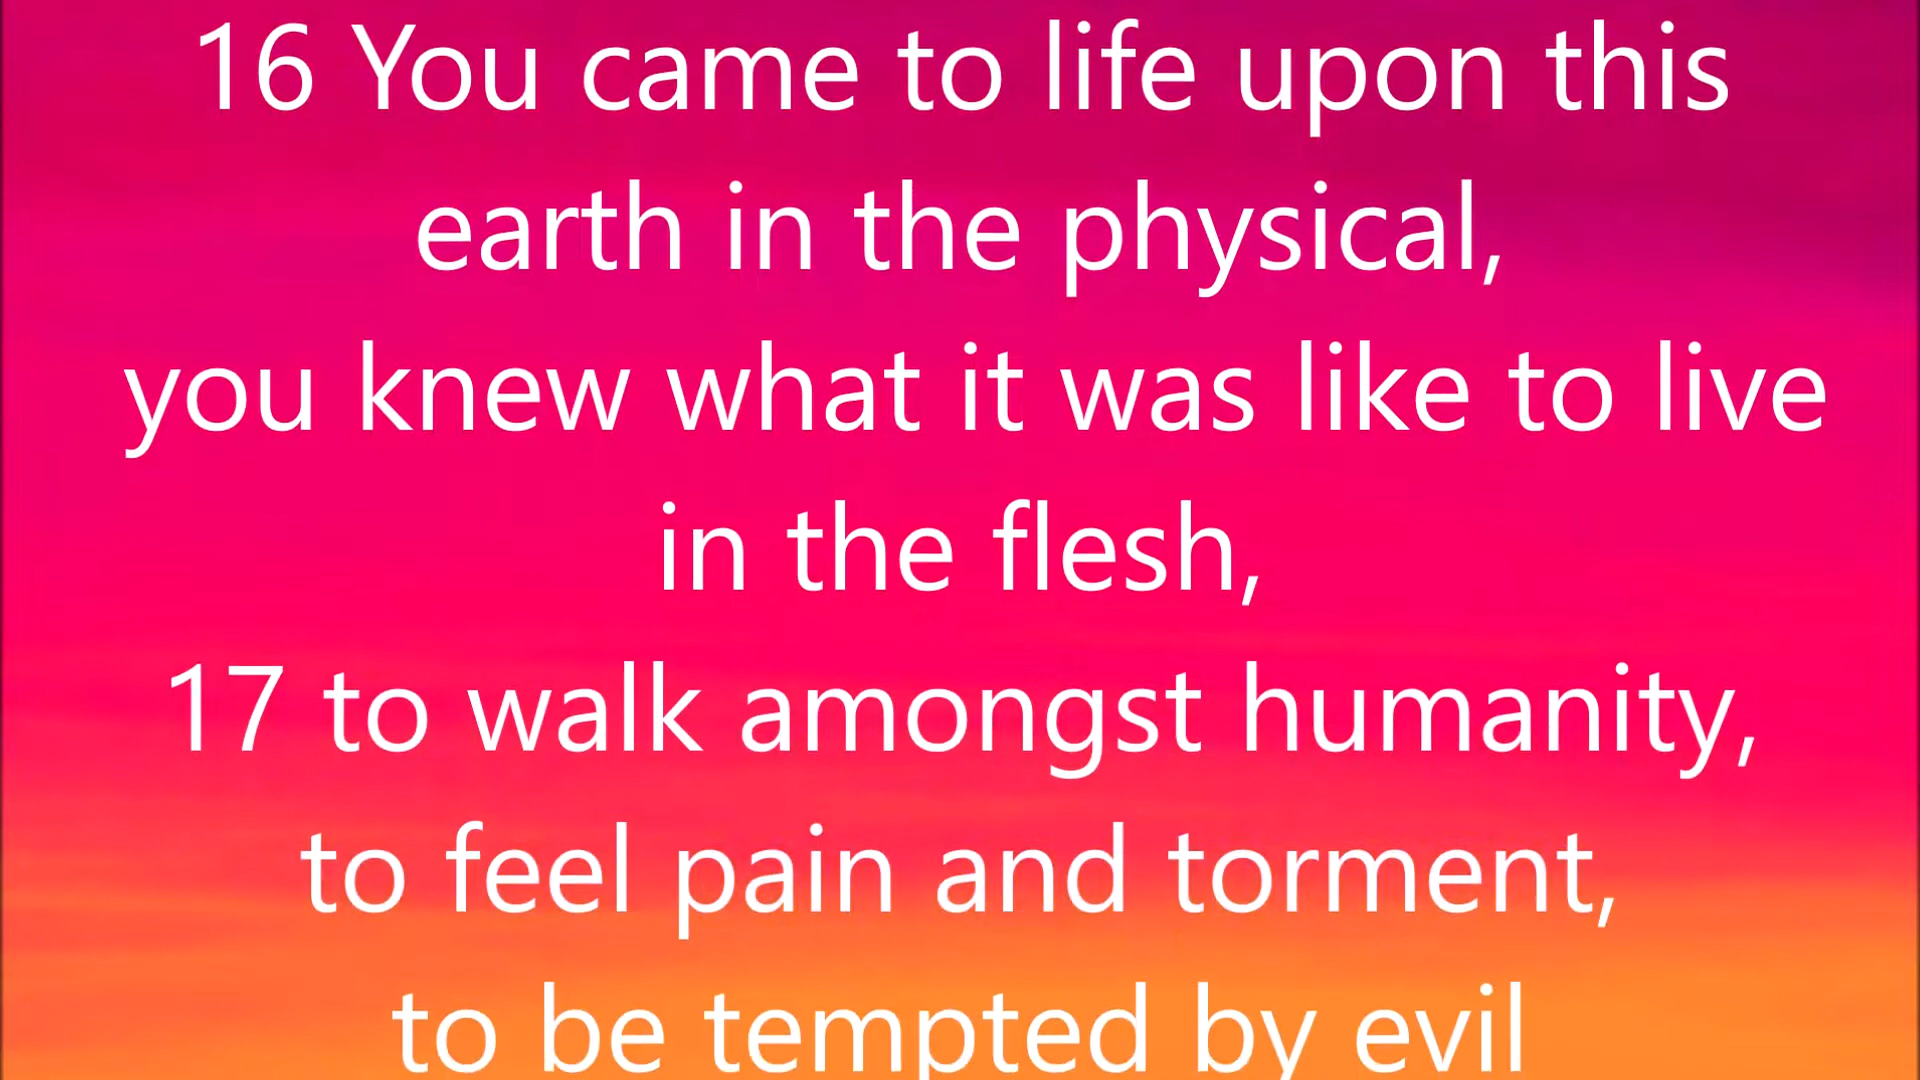 16 You came to life upon this
earth in the physical,
you knew what it was like to live
in the flesh,
17 to walk amongst humanity,
to feel pain and torment,
to be tempted by evil